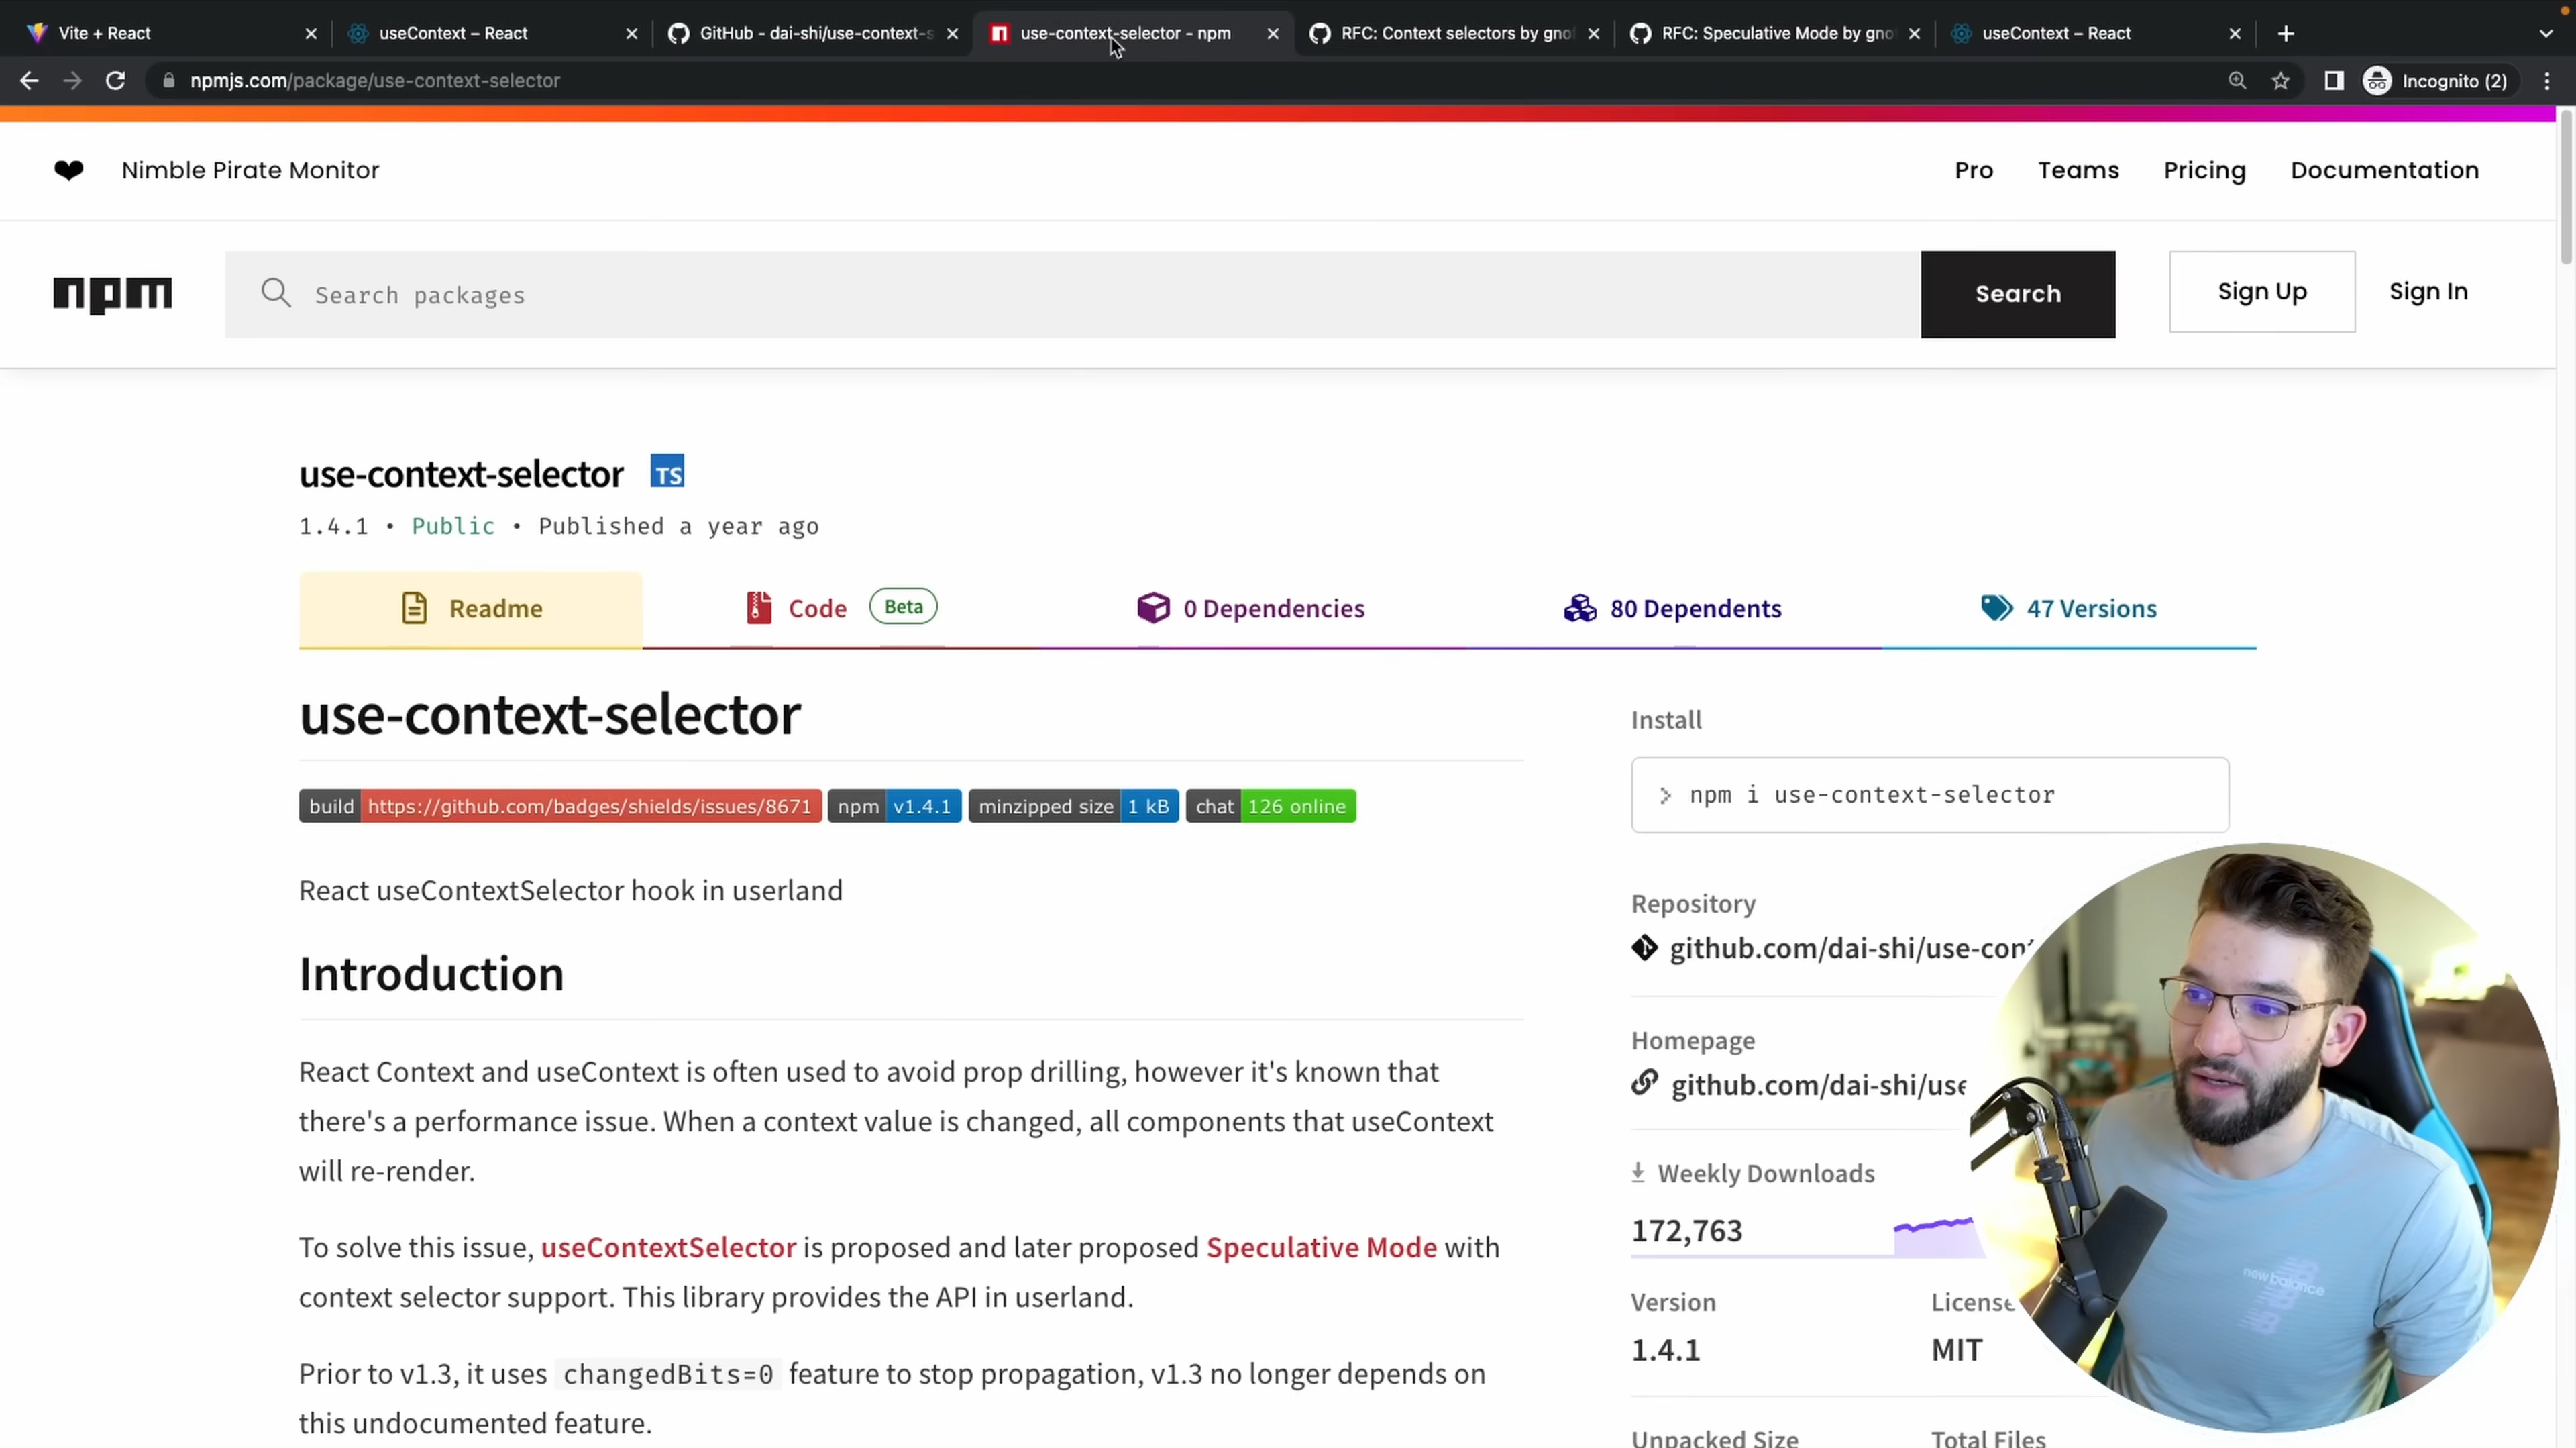 Vite + React
useContext – React
GitHub - dai-shi/use-context-s
use-context-selector - npm
RFC: Context selectors by gno
RFC: Speculative Mode by gno
useContext – React
npmjs.com/package/use-context-selector
Incognito (2)
❤ Nimble Pirate Monitor
Pro
Teams
Pricing
Documentation
npm
Search packages
Search
Sign Up
Sign In
use-context-selector TS
1.4.1 • Public • Published a year ago
Readme
Code Beta
0 Dependencies
80 Dependents
47 Versions
use-context-selector
build https://github.com/badges/shields/issues/8671 npm v1.4.1 minzipped size 1 kB chat 126 online
React useContextSelector hook in userland
Introduction
React Context and useContext is often used to avoid prop drilling, however it's known that
there's a performance issue. When a context value is changed, all components that useContext
will re-render.
To solve this issue, useContextSelector is proposed and later proposed Speculative Mode with
context selector support. This library provides the API in userland.
Prior to v1.3, it uses changedBits=0 feature to stop propagation, v1.3 no longer depends on
this undocumented feature.
Install
> npm i use-context-selector
Repository
github.com/dai-shi/use-con
Homepage
github.com/dai-shi/use
Weekly Downloads
172,763
Version
License
1.4.1
MIT
Unpacked Size
Total Files
new balance